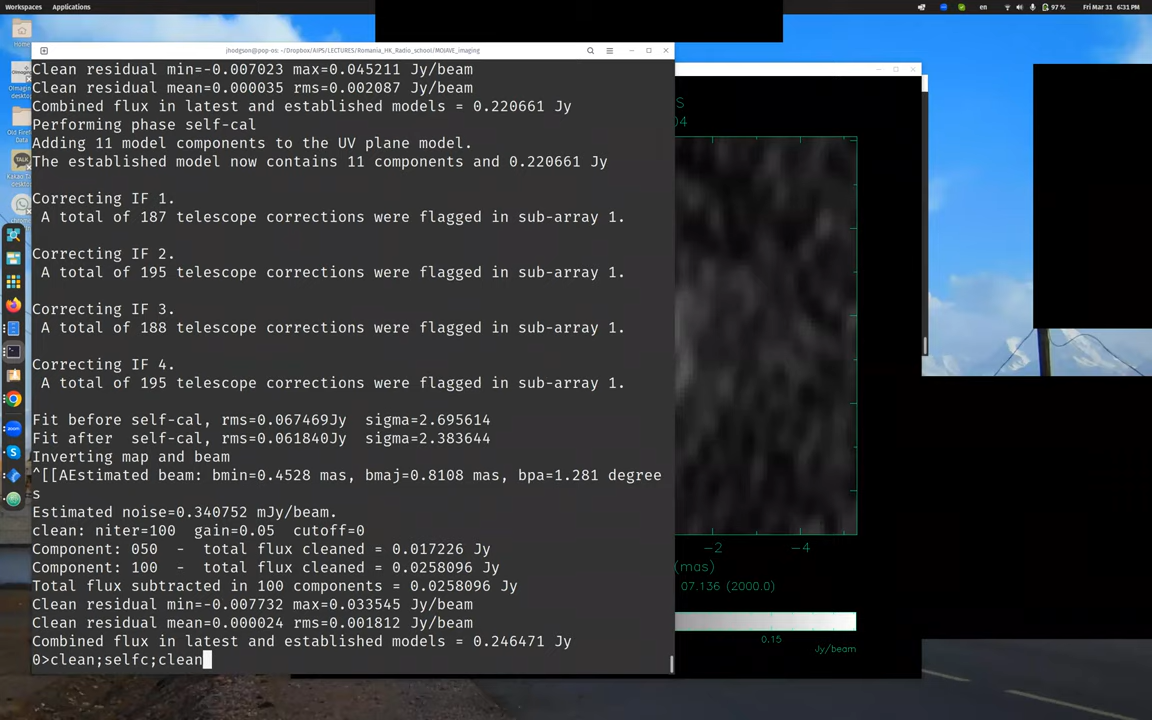 Workspaces Applications
en
97 %
Fri Mar 31 6:31 PM
Home
desktop
Old Firef
Data
TALK
Kakao-Ta
jhodgson@pop-os: ~/Dropbox/AIPS/LECTURES/Romania_HK_Radio_school/MOJAVE_imaging
Clean residual min=-0.007023 max=0.045211 Jy/beam
Clean residual mean=0.000035 rms=0.002087 Jy/beam
Combined flux in latest and established models = 0.220661 Jy
Performing phase self-cal
Adding 11 model components to the UV plane model.
The established model now contains 11 components and 0.220661 Jy
Correcting IF 1.
A total of 187 telescope corrections were flagged in sub-array 1.
Correcting IF 2.
A total of 195 telescope corrections were flagged in sub-array 1.
Correcting IF 3.
A total of 188 telescope corrections were flagged in sub-array 1.
Correcting IF 4.
A total of 195 telescope corrections were flagged in sub-array 1.
Fit before self-cal, rms=0.067469Jy sigma=2.695614
Fit after self-cal, rms=0.061840Jy sigma=2.383644
Inverting map and beam
^[[AEstimated beam: bmin=0.4528 mas, bmaj=0.8108 mas, bpa=1.281 degree
s
Estimated noise=0.340752 mJy/beam.
clean: niter=100 gain=0.05 cutoff=0
Component: 050 - total flux cleaned = 0.017226 Jy
Component: 100 - total flux cleaned = 0.0258096 Jy
Total flux subtracted in 100 components = 0.0258096 Jy
Clean residual min=-0.007732 max=0.033545 Jy/beam
Clean residual mean=0.000024 rms=0.001812 Jy/beam
Combined flux in latest and established models = 0.246471 Jy
0>clean;selfc;clean
S
04
−2 −4
(mas)
07.136 (2000.0)
0.15
Jy/beam